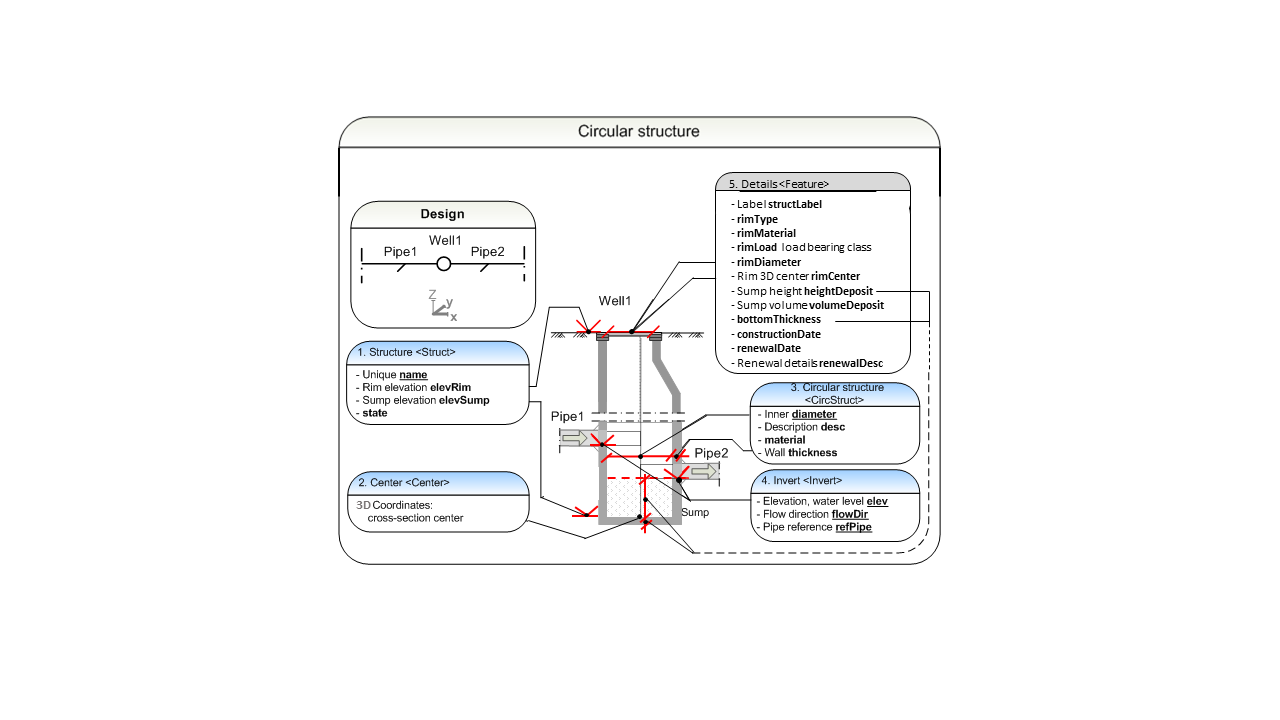 Circular structure
Design
Well1
Pipe1
Pipe2
Z
y
x
1. Structure <Struct>
- Unique name
- Rim elevation elevRim
- Sump elevation elevSump
- state
2. Center <Center>
3D Coordinates:
cross-section center
Well1
Pipe1
Pipe2
Sump
5. Details <Feature>
- Label structLabel
- rimType
- rimMaterial
- rimLoad load bearing class
- rimDiameter
- Rim 3D center rimCenter
- Sump height heightDeposit
- Sump volume volumeDeposit
- bottomThickness
- constructionDate
- renewalDate
- Renewal details renewalDesc
3. Circular structure
<CircStruct>
- Inner diameter
- Description desc
- material
- Wall thickness
4. Invert <Invert>
- Elevation, water level elev
- Flow direction flowDir
- Pipe reference refPipe